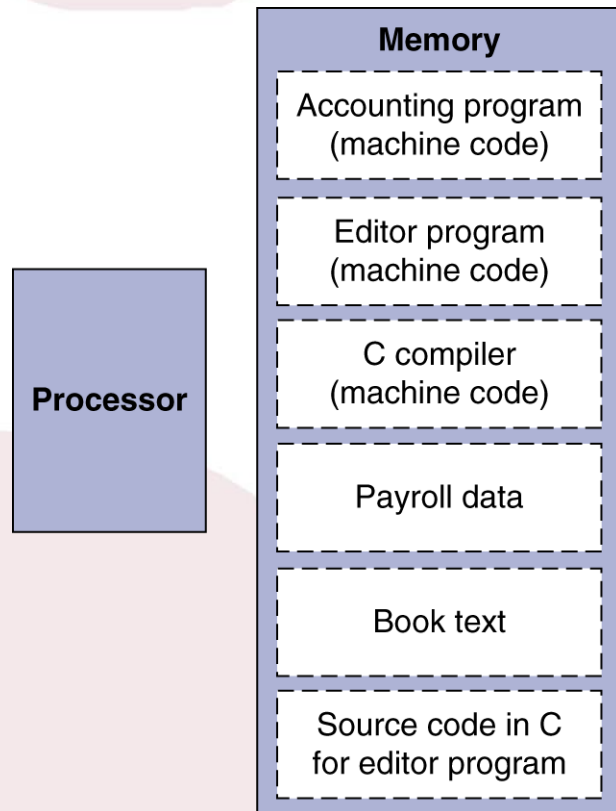 Memory
Accounting program
(machine code)
Editor program
(machine code)
C compiler
(machine code)
Processor
Payroll data
Book text
Source code in C
for editor program